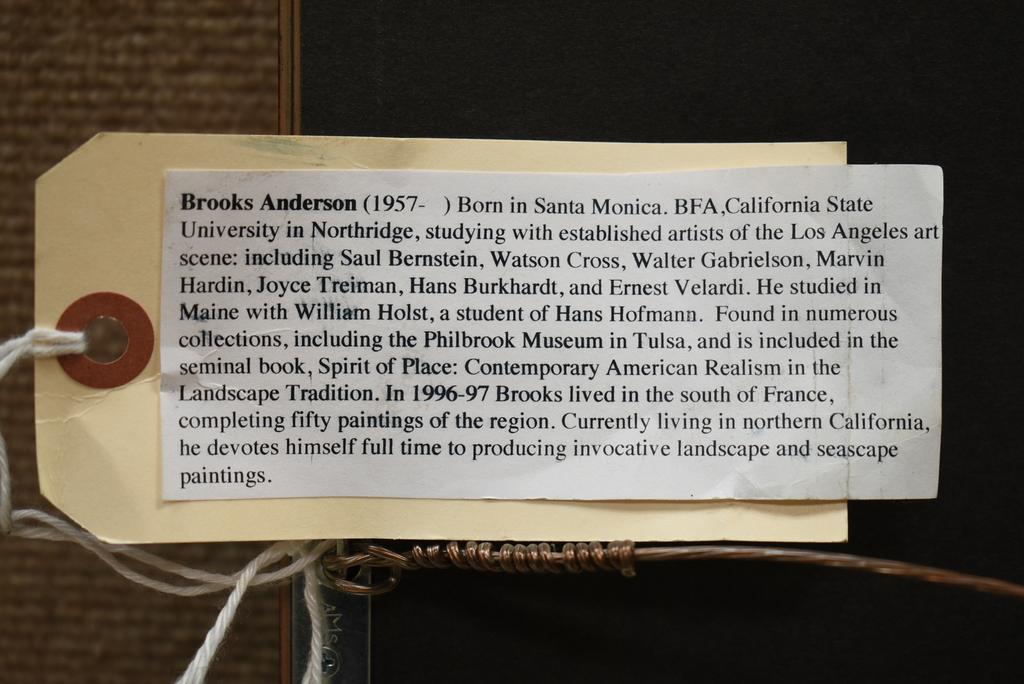 Brooks Anderson (1957-   ) Born in Santa Monica. BFA,California State
University in Northridge, studying with established artists of the Los Angeles art
scene: including Saul Bernstein, Watson Cross, Walter Gabrielson, Marvin
Hardin, Joyce Treiman, Hans Burkhardt, and Ernest Velardi. He studied in
Maine with William Holst, a student of Hans Hofmann.  Found in numerous
collections, including the Philbrook Museum in Tulsa, and is included in the
seminal book, Spirit of Place: Contemporary American Realism in the
Landscape Tradition. In 1996-97 Brooks lived in the south of France,
completing fifty paintings of the region. Currently living in northern California,
he devotes himself full time to producing invocative landscape and seascape
paintings.
AMS